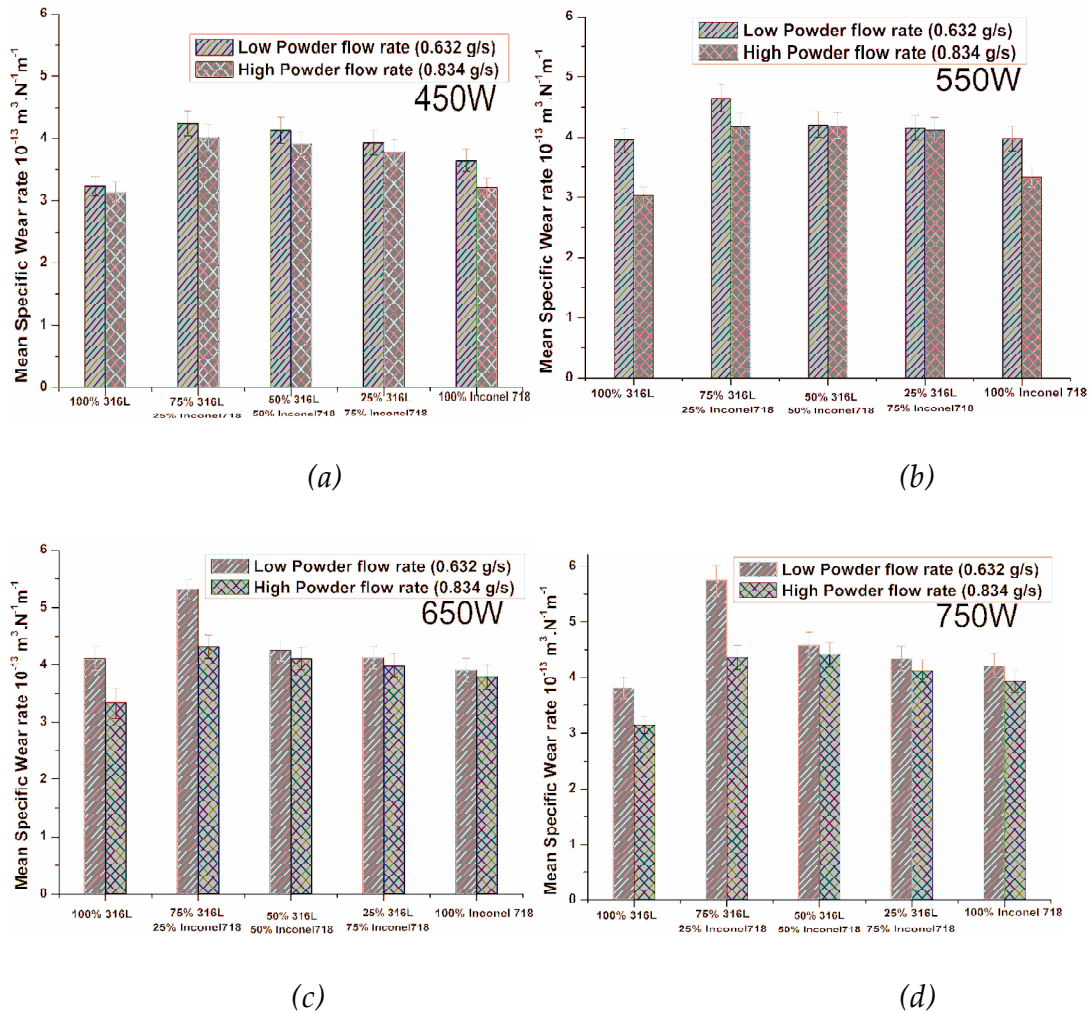 6
5
4
3
2
1
0
Mean Specific Wear rate 10⁻¹³ m³.N⁻¹m⁻¹
Low Powder flow rate (0.632 g/s)
High Powder flow rate (0.834 g/s)
450W
100% 316L
75% 316L
25% Inconel718
50% 316L
50% Inconel718
25% 316L
75% Inconel718
100% Inconel 718
(a)
6
5
4
3
2
1
0
Mean Specific Wear rate 10⁻¹³ m³.N⁻¹m⁻¹
Low Powder flow rate (0.632 g/s)
High Powder flow rate (0.834 g/s)
550W
100% 316L
75% 316L
25% Inconel718
50% 316L
50% Inconel718
25% 316L
75% Inconel718
100% Inconel 718
(b)
6
5
4
3
2
1
0
Mean Specific Wear rate 10⁻¹³ m³.N⁻¹m⁻¹
Low Powder flow rate (0.632 g/s)
High Powder flow rate (0.834 g/s)
650W
100% 316L
75% 316L
25% Inconel718
50% 316L
50% Inconel718
25% 316L
75% Inconel718
100% Inconel 718
(c)
6
5
4
3
2
1
0
Mean Specific Wear rate 10⁻¹³ m³.N⁻¹m⁻¹
Low Powder flow rate (0.632 g/s)
High Powder flow rate (0.834 g/s)
750W
100% 316L
75% 316L
25% Inconel718
50% 316L
50% Inconel718
25% 316L
75% Inconel718
100% Inconel 718
(d)